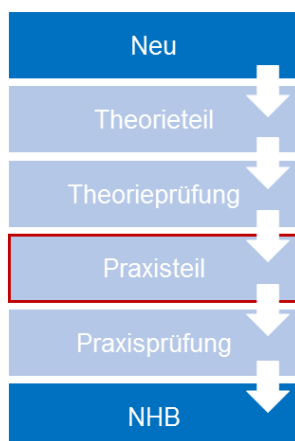 Neu
Theorieteil
Theorieprüfung
Praxisteil
Praxisprüfung
NHB